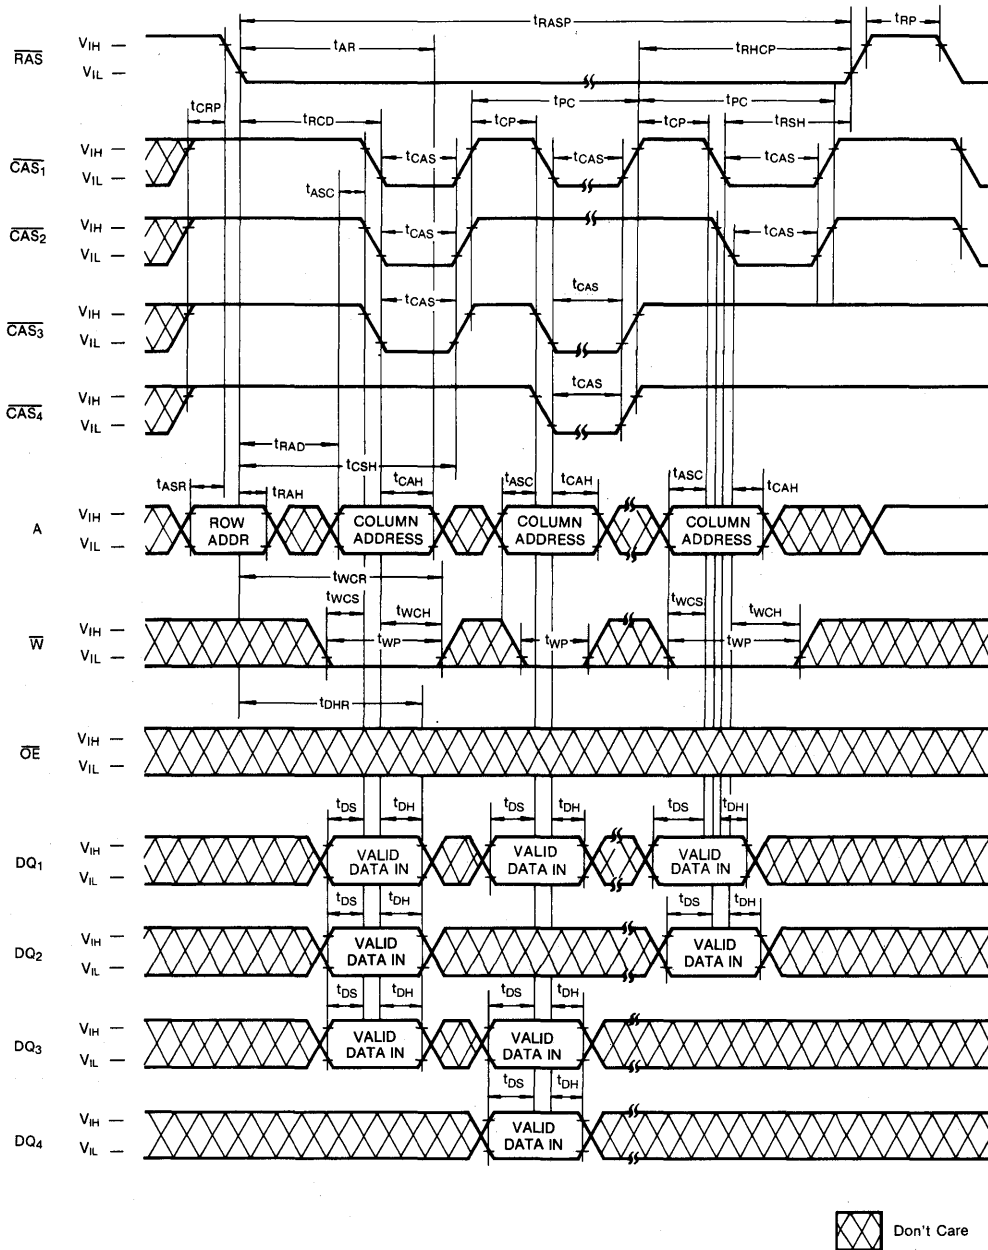 tRASP tRP
tAR tRHCP
RAS VIH
VIL
tCRP tRCD tPC tPC
tCP tCP tRSH
CAS1 VIH
VIL
tCAS tCAS tCAS
tASC
CAS2 VIH
VIL
tCAS tCAS
CAS3 VIH
VIL
tCAS tCAS
CAS4 VIH
VIL
tCAS
tRAD
tCSH
tASR tRAH tCAH tASC tCAH tASC tCAH
A VIH
VIL
ROW ADDR COLUMN ADDRESS COLUMN ADDRESS COLUMN ADDRESS
tWCR
tWCS tWCH tWCS tWCH
W VIH
VIL
tWP tWP tWP
tDHR
OE VIH
VIL
tDS tDH tDS tDH tDS tDH
DQ1 VIH
VIL
VALID DATA IN VALID DATA IN VALID DATA IN
tDS tDH tDS tDH
DQ2 VIH
VIL
VALID DATA IN VALID DATA IN
tDS tDH tDS tDH
DQ3 VIH
VIL
VALID DATA IN VALID DATA IN
tDS tDH
DQ4 VIH
VIL
VALID DATA IN
Don't Care